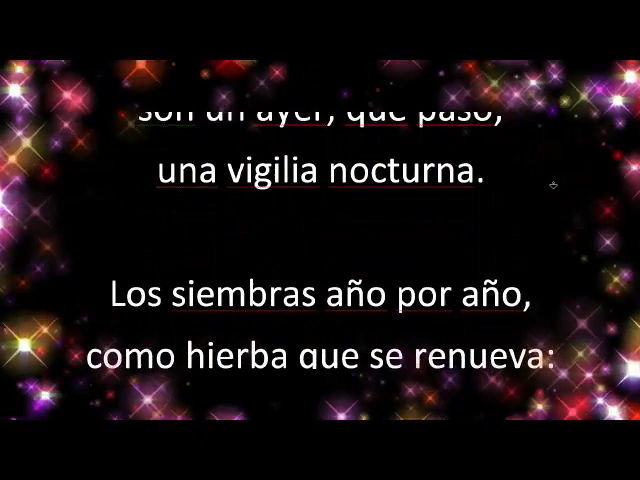 son un ayer, que pasó,
una vigilia nocturna.
Los siembras año por año,
como hierba que se renueva: